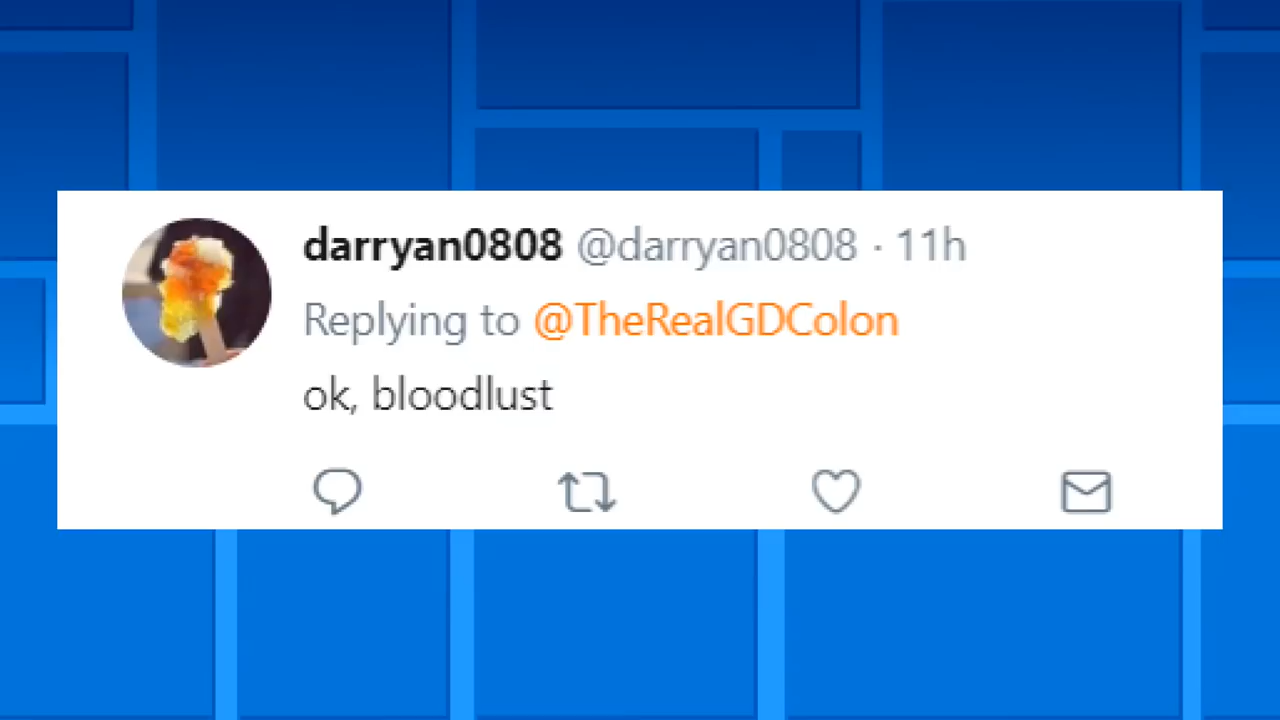 darryan0808 @darryan0808 · 11h
Replying to @TheRealGDColon
ok, bloodlust